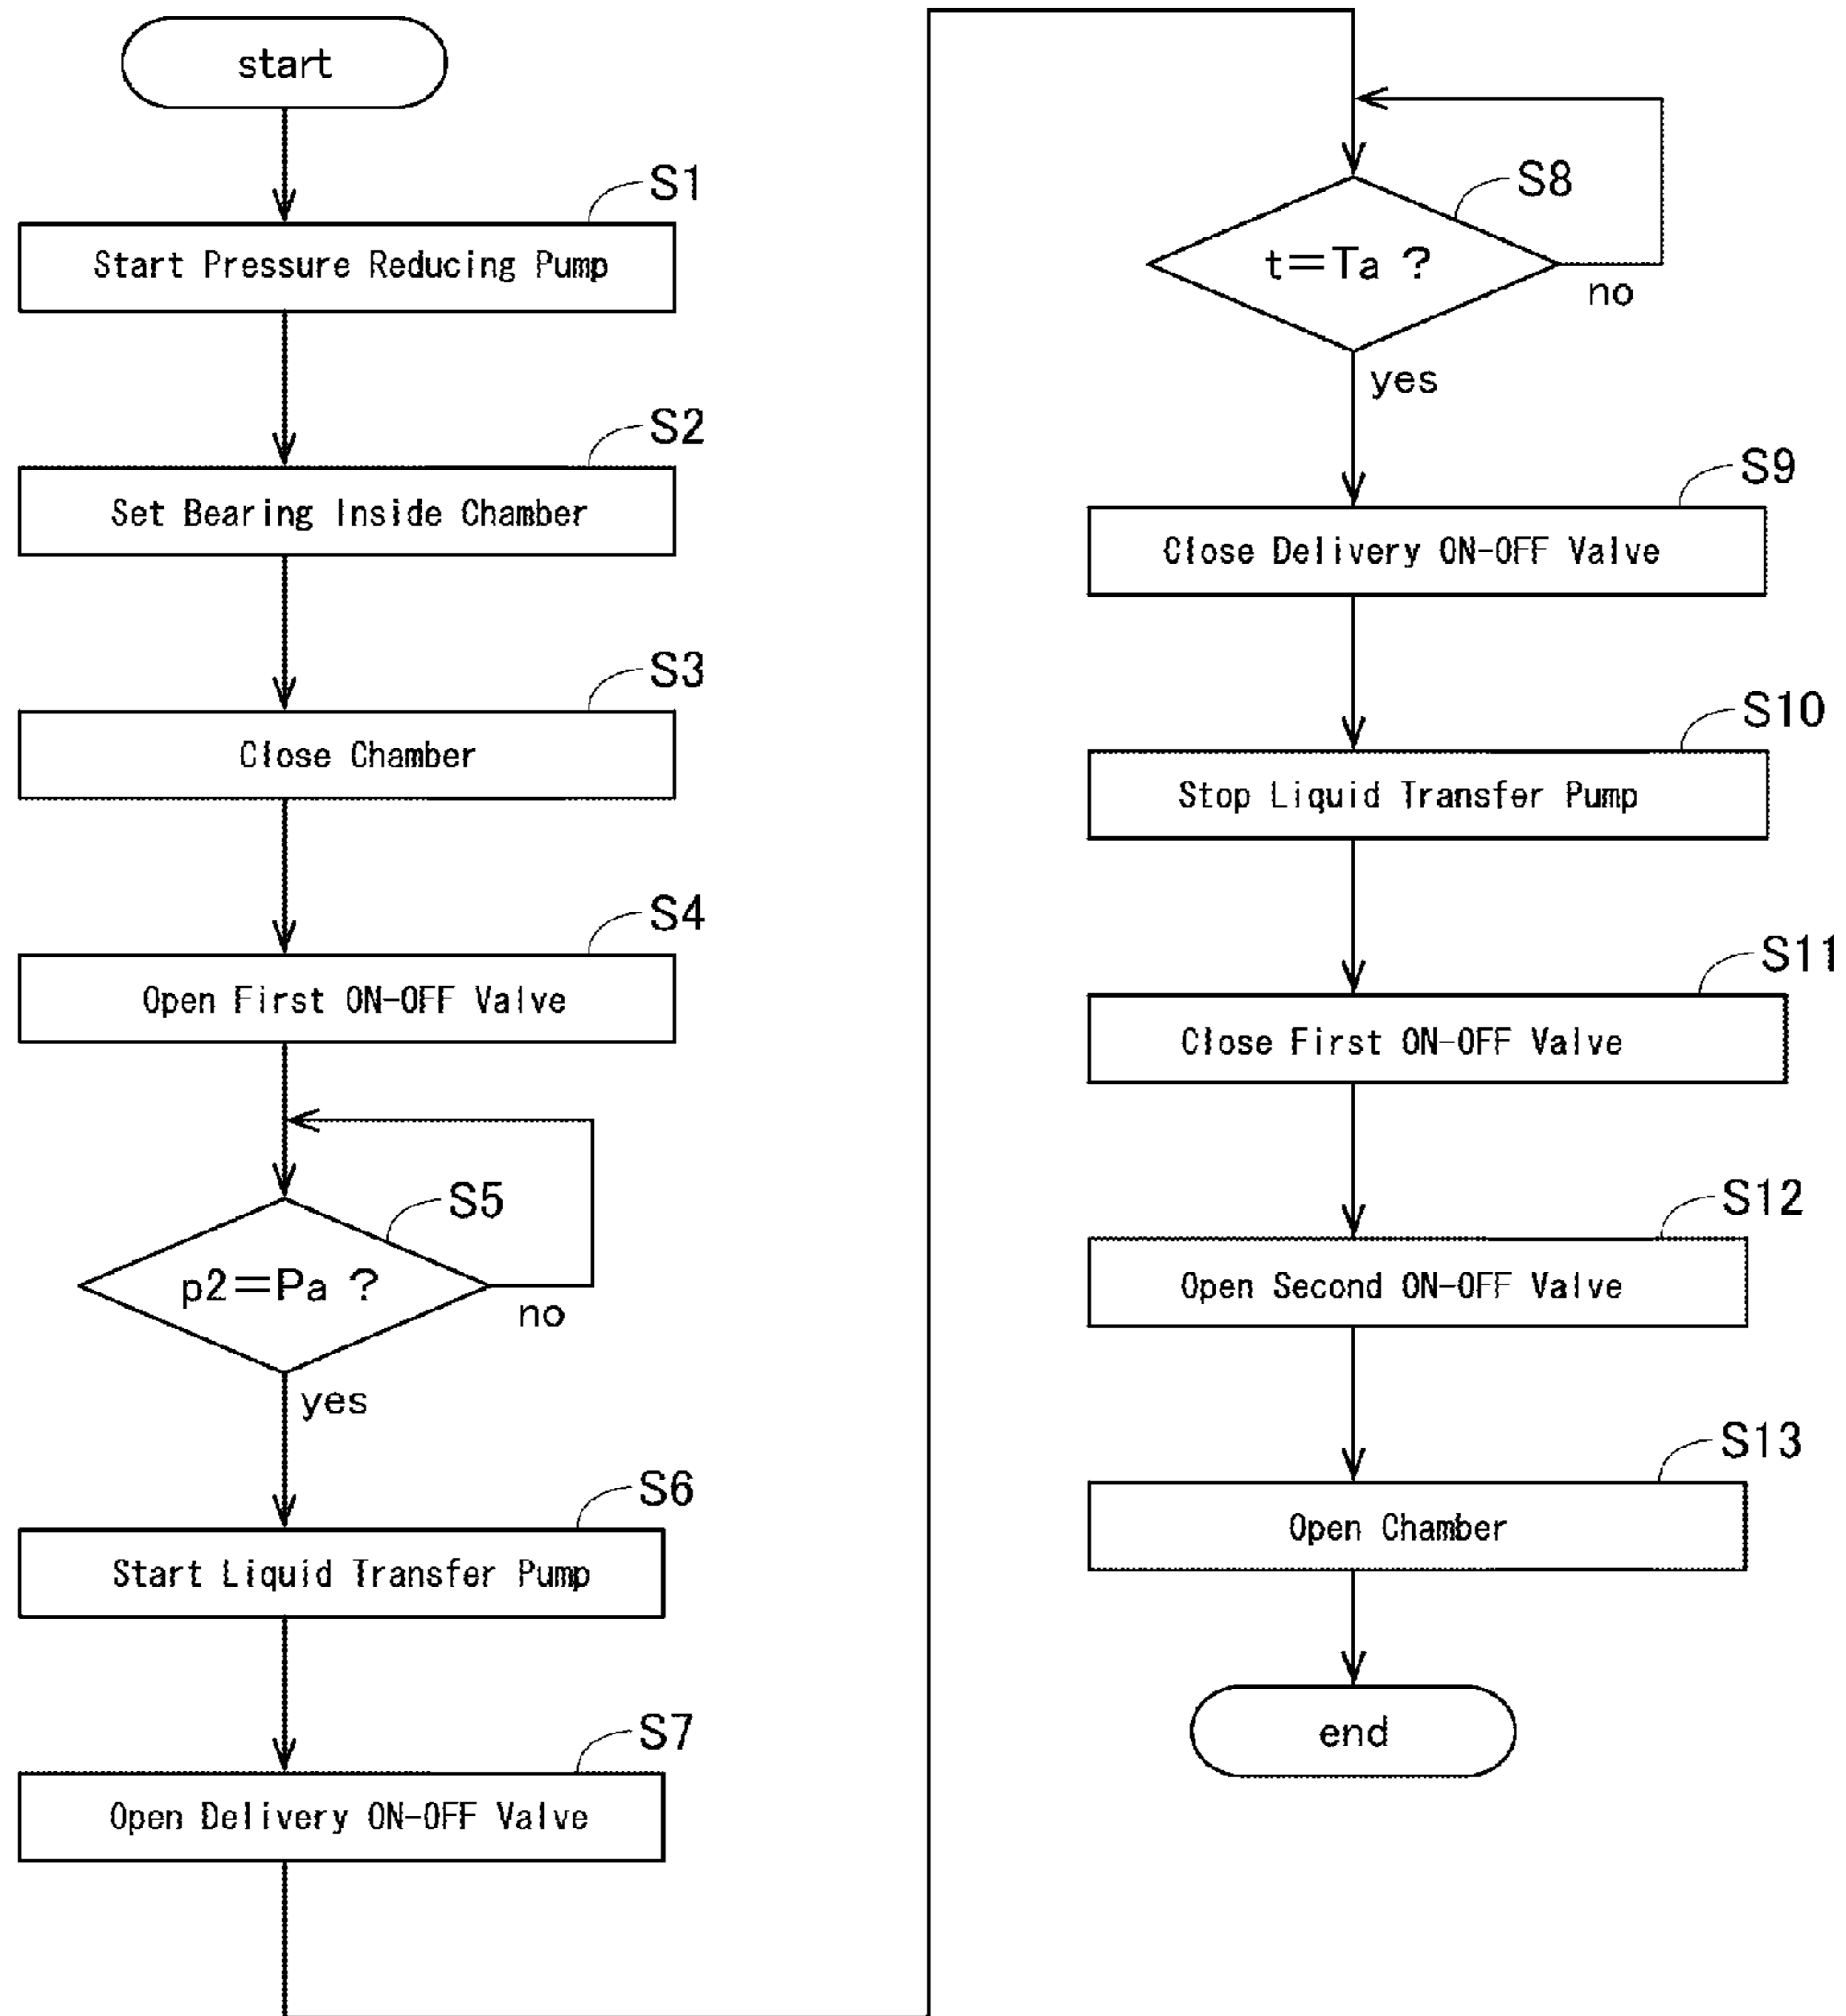 start
S1
Start Pressure Reducing Pump
S2
Set Bearing Inside Chamber
S3
Close Chamber
S4
Open First ON-OFF Valve
S5
p2=Pa ?
no
yes
S6
Start Liquid Transfer Pump
S7
Open Delivery ON-OFF Valve
S8
t=Ta ?
no
yes
S9
Close Delivery ON-OFF Valve
S10
Stop Liquid Transfer Pump
S11
Close First ON-OFF Valve
S12
Open Second ON-OFF Valve
S13
Open Chamber
end